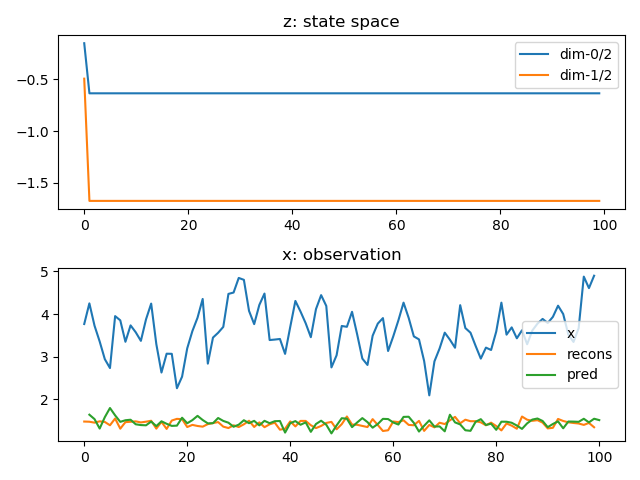 z: state space
dim-0/2
dim-1/2
−0.5
−1.0
−1.5
0 20 40 60 80 100
x: observation
5
4
3
2
x
recons
pred
0 20 40 60 80 100